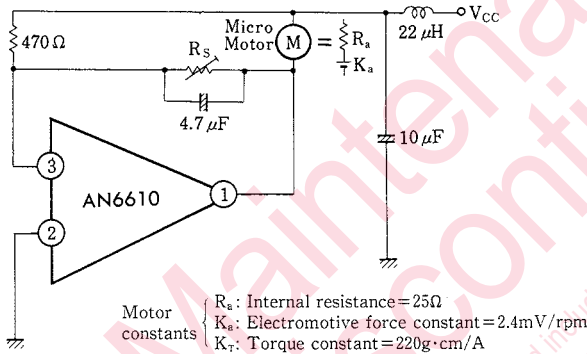 Micro
Motor
M
=
Ra
Ka
VCC
22 μH
470 Ω
RS
4.7 μF
10 μF
3
AN6610
1
2
Motor
constants
Ra: Internal resistance=25Ω
Ka: Electromotive force constant=2.4mV/rpm
KT: Torque constant=220g·cm/A